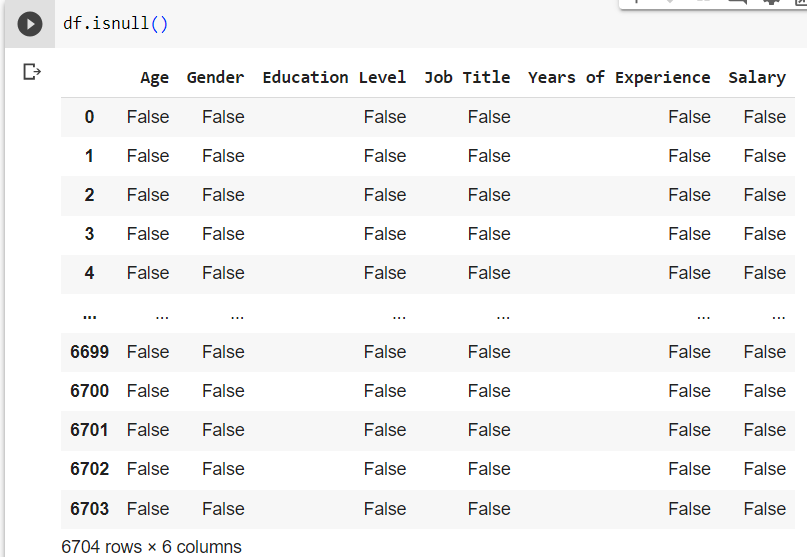 df.isnull()
Age Gender Education Level Job Title Years of Experience Salary
0 False False False False False False
1 False False False False False False
2 False False False False False False
3 False False False False False False
4 False False False False False False
... ... ... ... ... ... ...
6699 False False False False False False
6700 False False False False False False
6701 False False False False False False
6702 False False False False False False
6703 False False False False False False
6704 rows × 6 columns